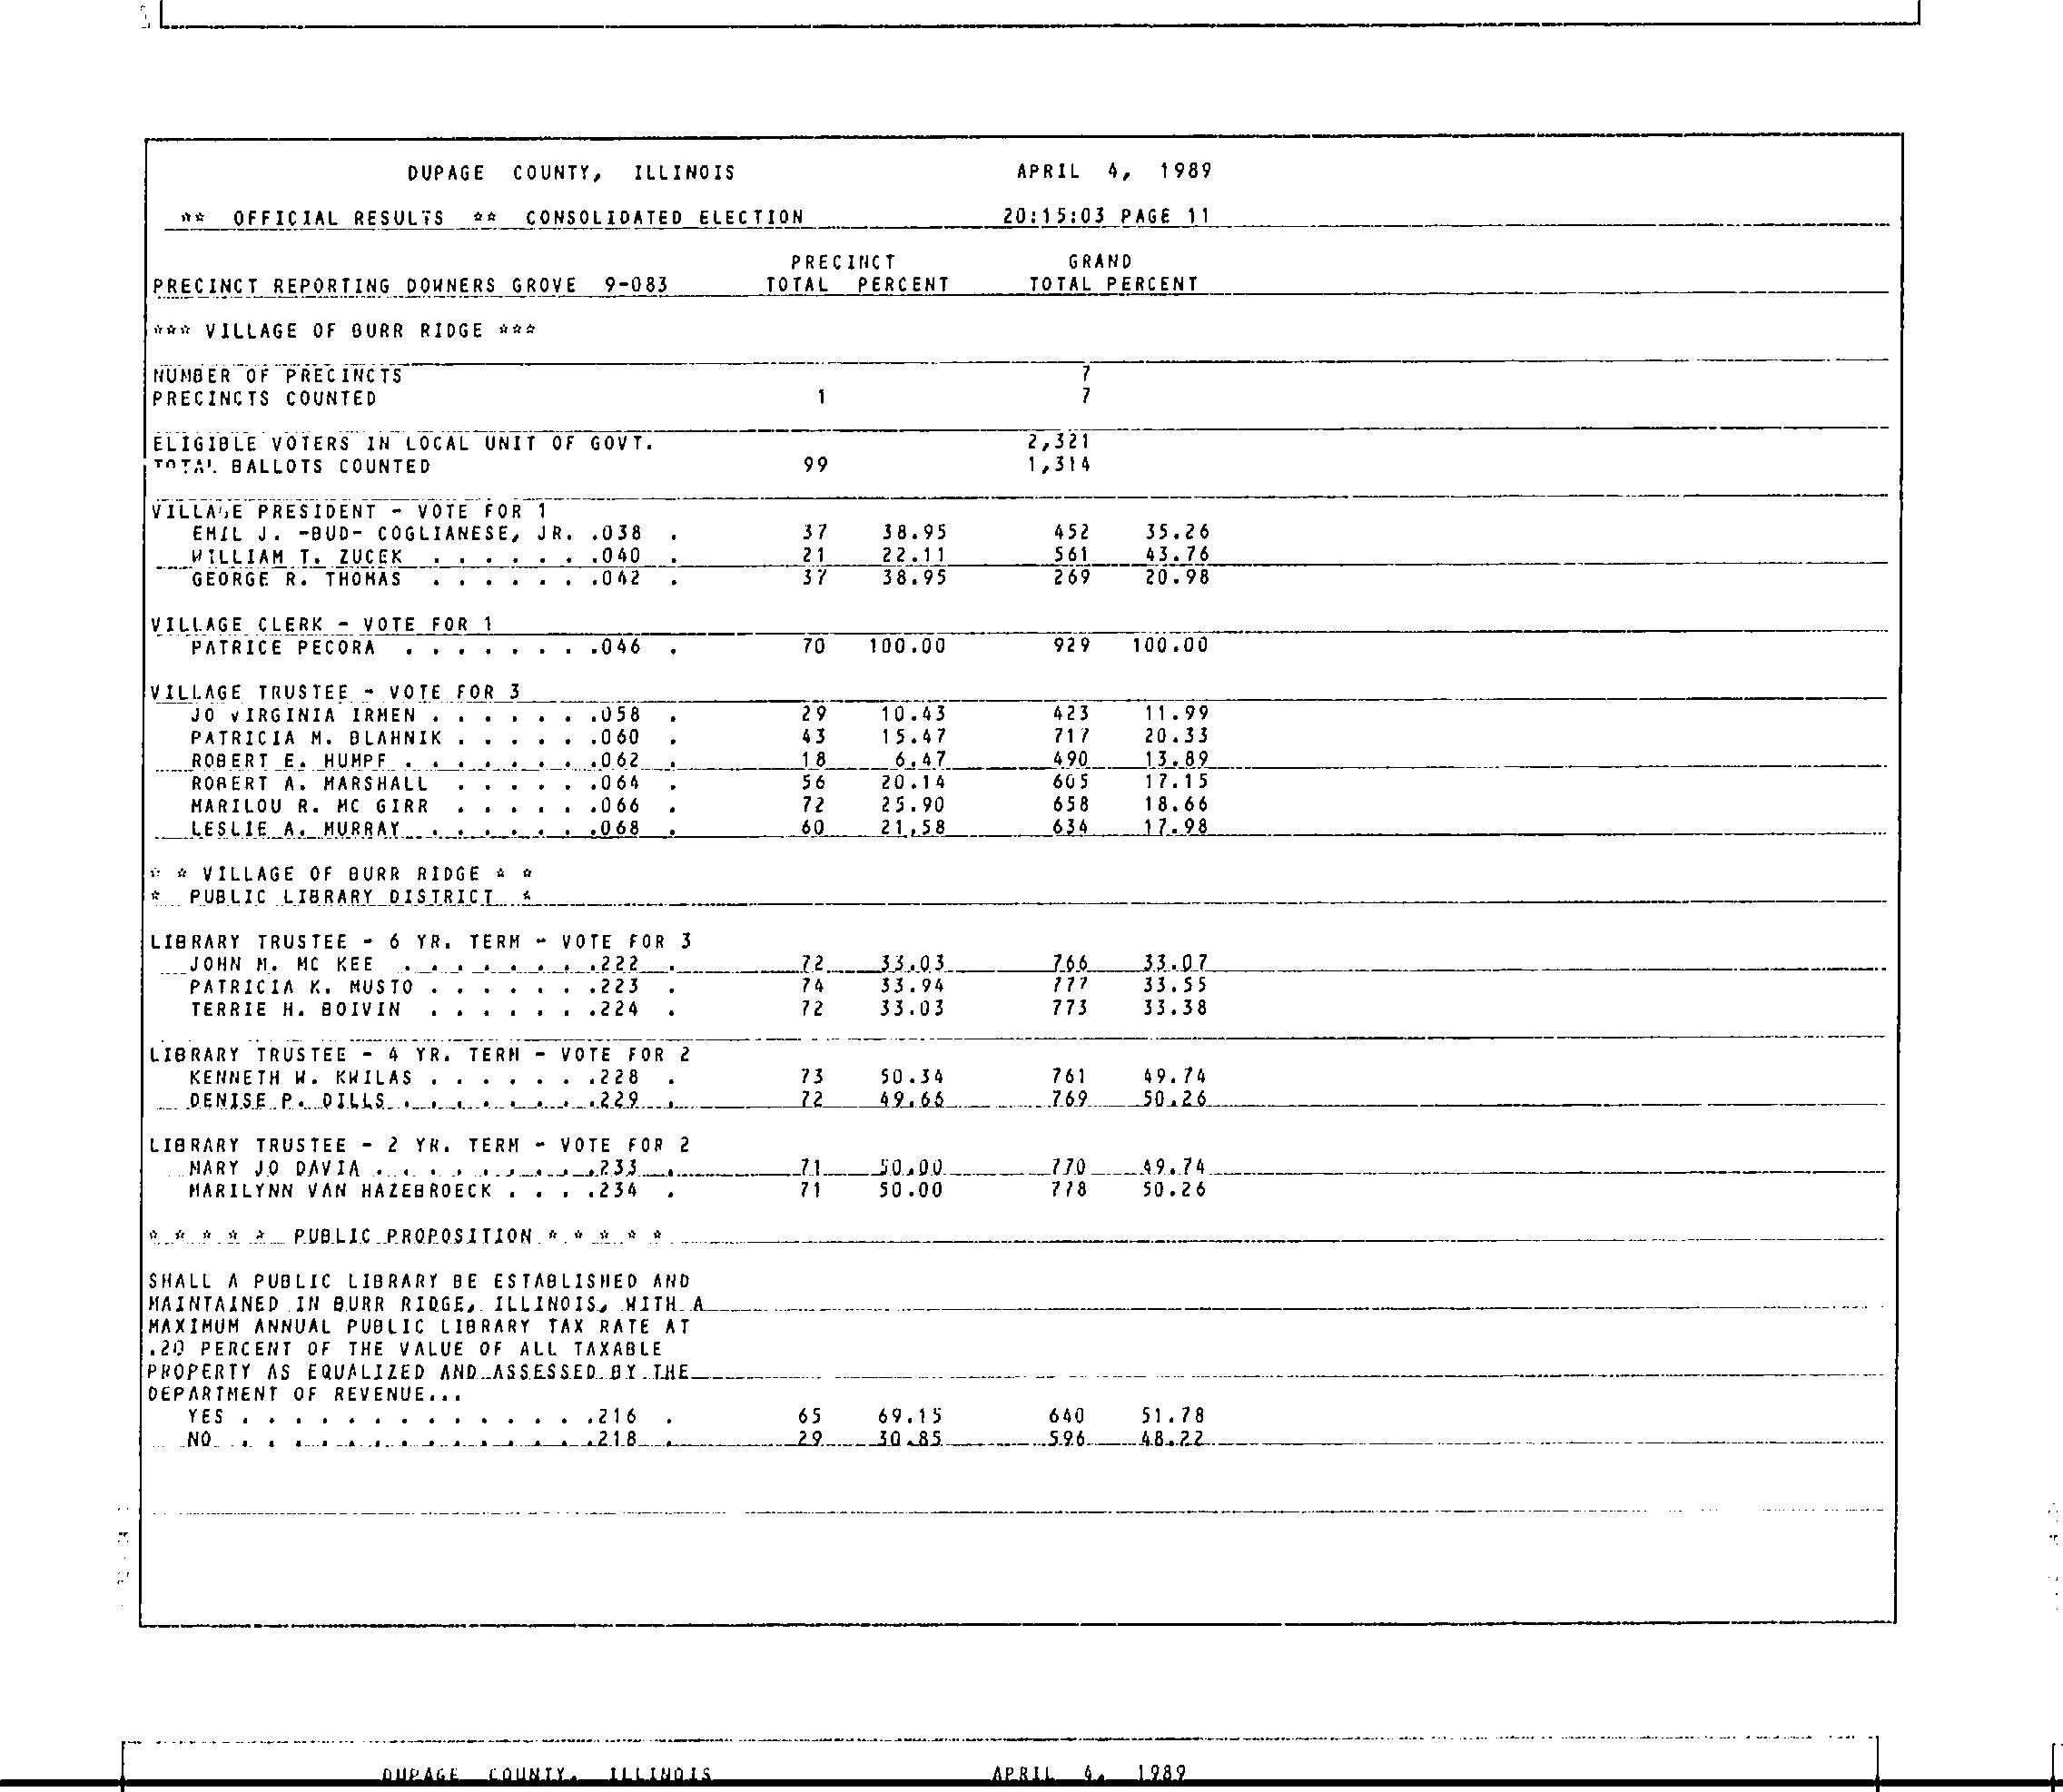 DUPAGE COUNTY, ILLINOIS APRIL 4, 1989
** OFFICIAL RESULTS ** CONSOLIDATED ELECTION 20:15:03 PAGE 11
PRECINCT GRAND
PRECINCT REPORTING DOWNERS GROVE 9-083 TOTAL PERCENT TOTAL PERCENT
*** VILLAGE OF BURR RIDGE ***
NUMBER OF PRECINCTS 7
PRECINCTS COUNTED 1 7
ELIGIBLE VOTERS IN LOCAL UNIT OF GOVT. 2,321
TOTAL BALLOTS COUNTED 99 1,314
VILLAGE PRESIDENT - VOTE FOR 1
EMIL J. -BUD- COGLIANESE, JR. .038 . 37 38.95 452 35.26
WILLIAM T. ZUCEK . . . . . . .040 . 21 22.11 561 43.76
GEORGE R. THOMAS . . . . . . .042 . 37 38.95 269 20.98
VILLAGE CLERK - VOTE FOR 1
PATRICE PECORA . . . . . . . .046 . 70 100.00 929 100.00
VILLAGE TRUSTEE - VOTE FOR 3
JO VIRGINIA IRMEN . . . . . . .058 . 29 10.43 423 11.99
PATRICIA M. BLAHNIK . . . . . .060 . 43 15.47 717 20.33
ROBERT E. HUMPF . . . . . . . .062 . 18 6.47 490 13.89
ROBERT A. MARSHALL . . . . . .064 . 56 20.14 605 17.15
MARILOU R. MC GIRR . . . . . .066 . 72 25.90 658 18.66
LESLIE A. MURRAY . . . . . . .068 . 60 21.58 634 17.98
* * VILLAGE OF BURR RIDGE * *
* PUBLIC LIBRARY DISTRICT *
LIBRARY TRUSTEE - 6 YR. TERM - VOTE FOR 3
JOHN M. MC KEE . . . . . . . .222 . 72 33.03 766 33.07
PATRICIA K. MUSTO . . . . . . .223 . 74 33.94 777 33.55
TERRIE H. BOIVIN . . . . . . .224 . 72 33.03 773 33.38
LIBRARY TRUSTEE - 4 YR. TERM - VOTE FOR 2
KENNETH W. KWILAS . . . . . . .228 . 73 50.34 761 49.74
DENISE P. DILLS . . . . . . . .229 . 72 49.66 769 50.26
LIBRARY TRUSTEE - 2 YR. TERM - VOTE FOR 2
MARY JO DAVIA . . . . . . . . .233 . 71 50.00 770 49.74
MARILYNN VAN HAZEBROECK . . . .234 . 71 50.00 778 50.26
* * * * * PUBLIC PROPOSITION * * * * *
SHALL A PUBLIC LIBRARY BE ESTABLISHED AND
MAINTAINED IN BURR RIDGE, ILLINOIS, WITH A
MAXIMUM ANNUAL PUBLIC LIBRARY TAX RATE AT
.20 PERCENT OF THE VALUE OF ALL TAXABLE
PROPERTY AS EQUALIZED AND ASSESSED BY THE
DEPARTMENT OF REVENUE...
YES . . . . . . . . . . . . . .216 . 65 69.15 640 51.78
NO . . . . . . . . . . . . . .218 . 29 30.85 596 48.22
DUPAGE COUNTY, ILLINOIS APRIL 4, 1989